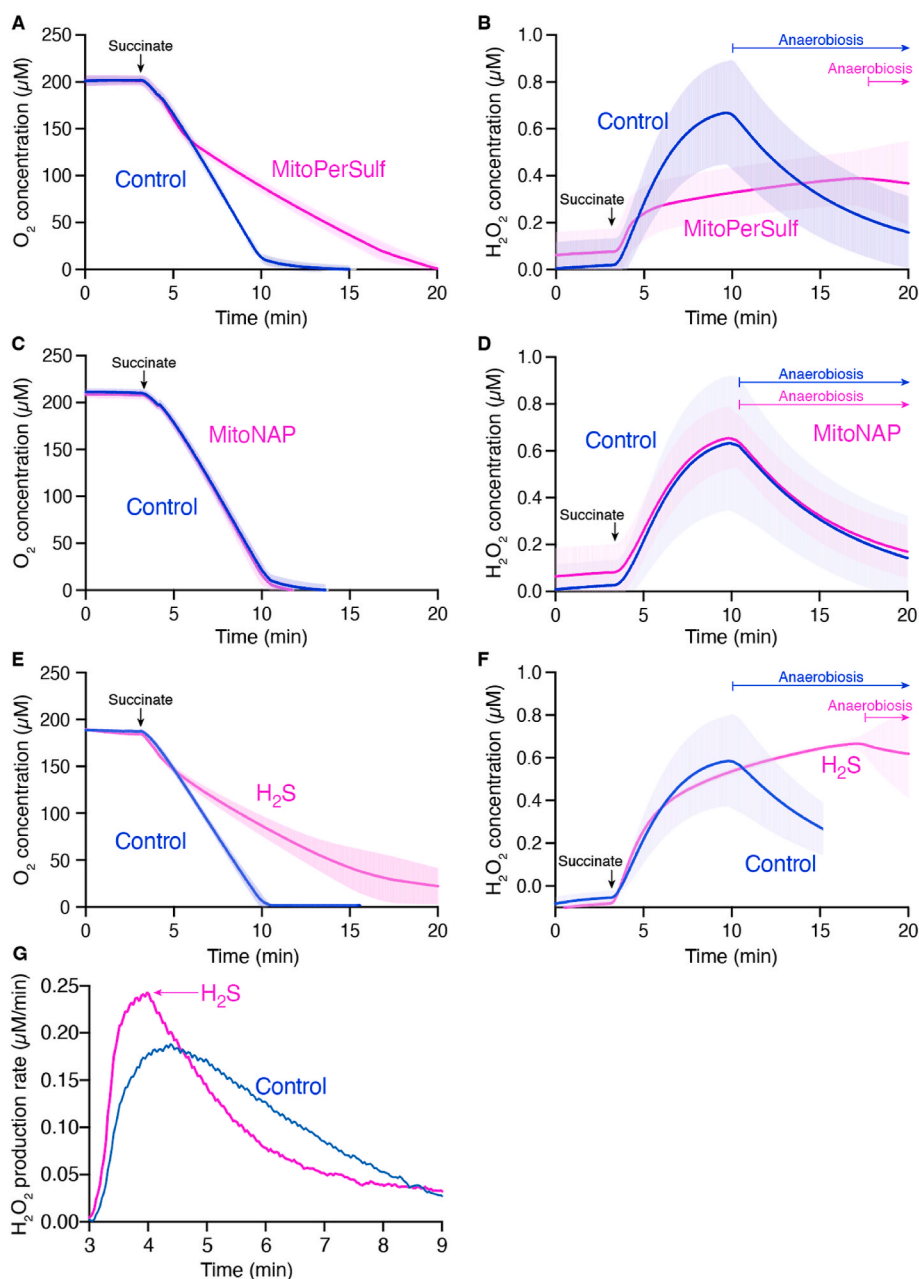 A
Succinate
O₂ concentration (µM)
250
200
150
100
50
0
Control
MitoPerSulf
0 5 10 15 20
Time (min)
B
Anaerobiosis
Anaerobiosis
H₂O₂ concentration (µM)
1.0
0.8
0.6
0.4
0.2
0.0
Control
Succinate
MitoPerSulf
0 5 10 15 20
Time (min)
C
Succinate
O₂ concentration (µM)
250
200
150
100
50
0
MitoNAP
Control
0 5 10 15 20
Time (min)
D
Anaerobiosis
Anaerobiosis
H₂O₂ concentration (µM)
1.0
0.8
0.6
0.4
0.2
0.0
Control
MitoNAP
Succinate
0 5 10 15 20
Time (min)
E
Succinate
O₂ concentration (µM)
250
200
150
100
50
0
H₂S
Control
0 5 10 15 20
Time (min)
F
Anaerobiosis
Anaerobiosis
H₂O₂ concentration (µM)
1.0
0.8
0.6
0.4
0.2
0.0
H₂S
Succinate
Control
0 5 10 15 20
Time (min)
G
H₂O₂ production rate (µM/min)
0.25
0.20
0.15
0.10
0.05
0.00
H₂S
Control
3 4 5 6 7 8 9
Time (min)